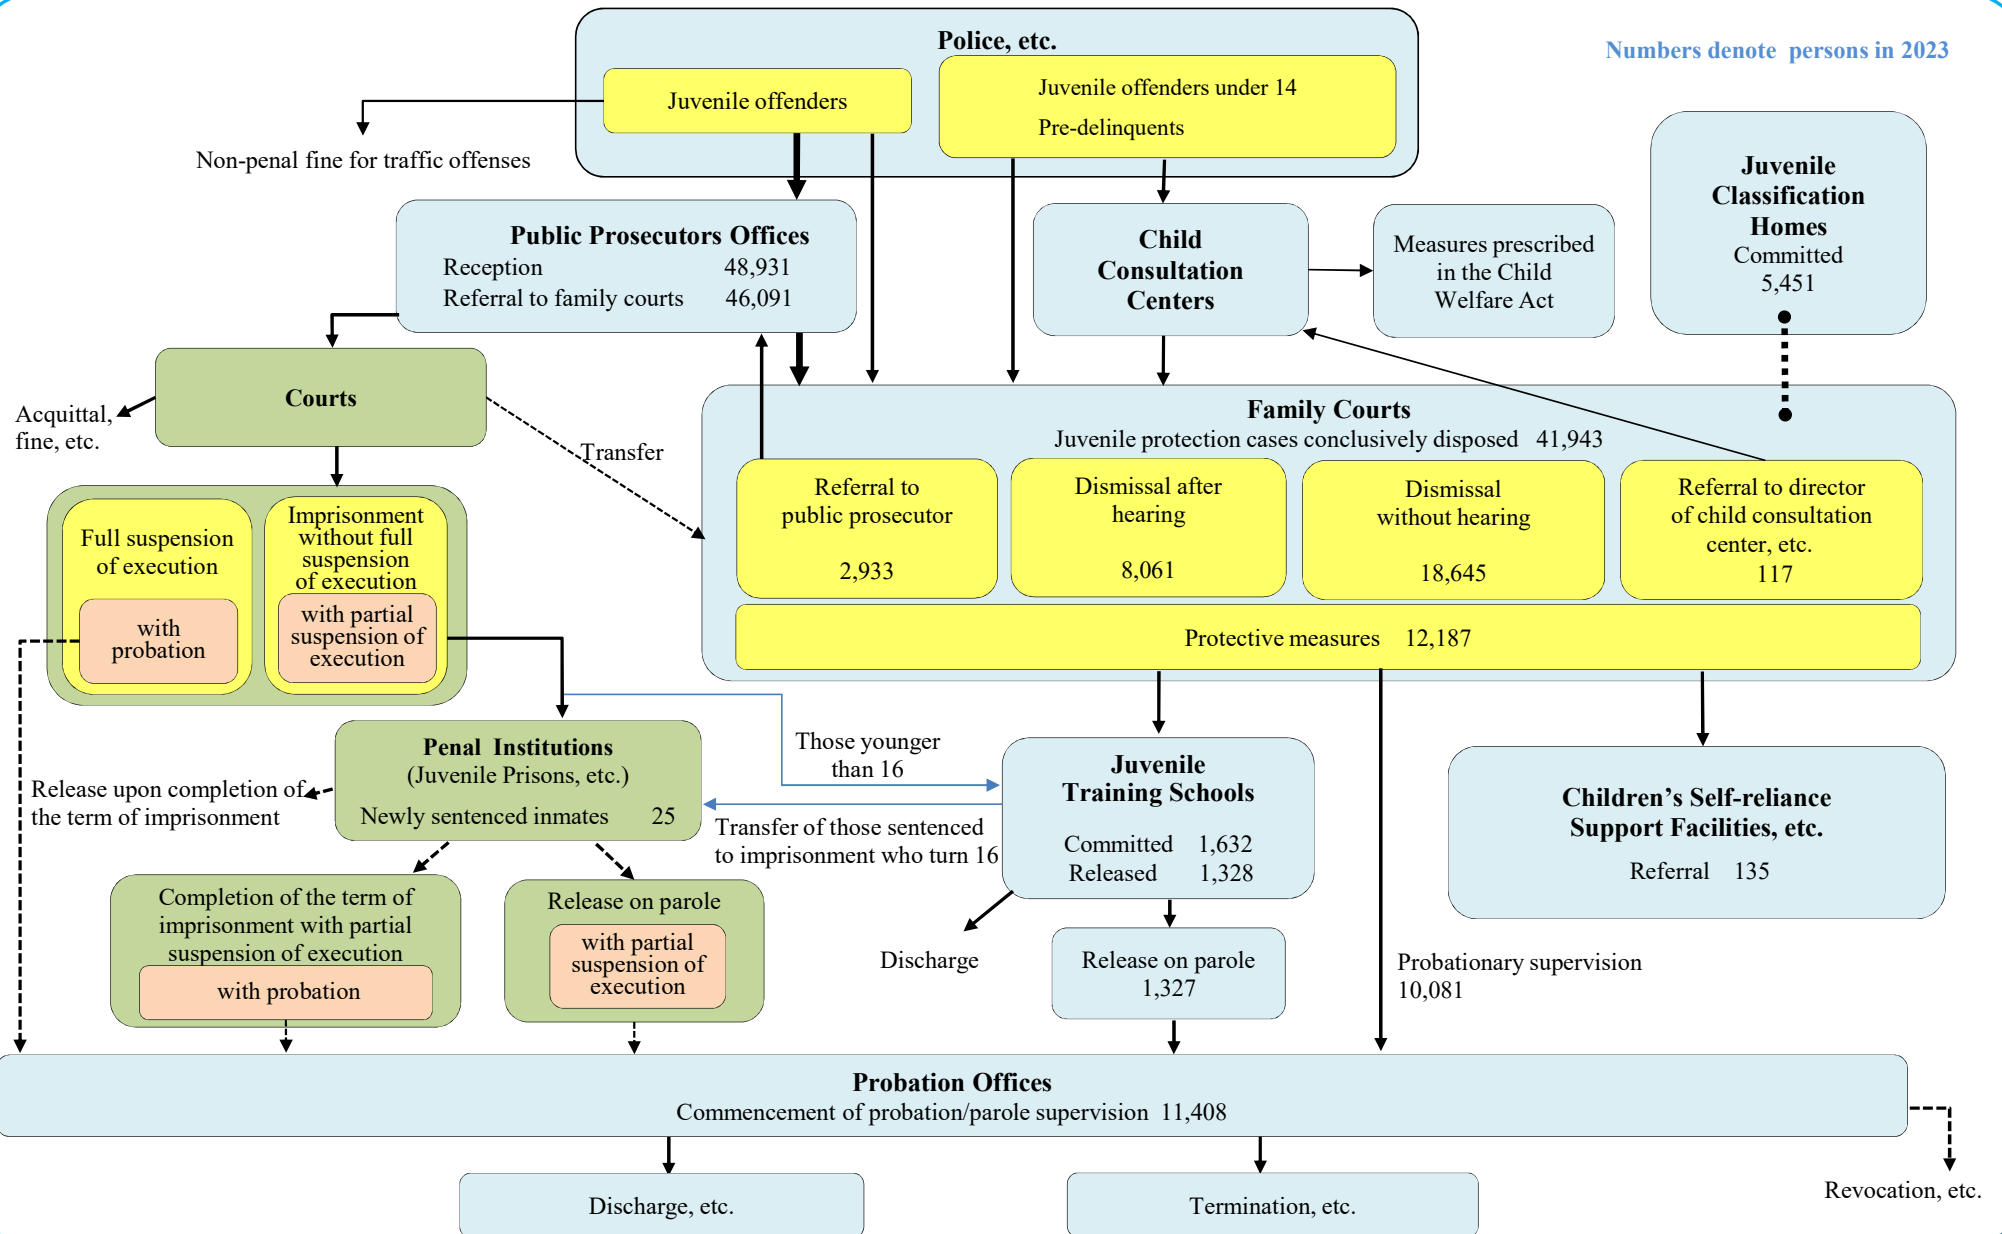 Police, etc.
Numbers denote  persons in 2023
Juvenile offenders
Juvenile offenders under 14
Pre-delinquents
Non-penal fine for traffic offenses
Public Prosecutors Offices
Reception 48,931
Referral to family courts 46,091
Child
Consultation
Centers
Measures prescribed
in the Child
Welfare Act
Juvenile
Classification
Homes
Committed
5,451
Courts
Acquittal,
fine, etc.
Transfer
Family Courts
Juvenile protection cases conclusively disposed 41,943
Referral to
public prosecutor
2,933
Dismissal after
hearing
8,061
Dismissal
without hearing
18,645
Referral to director
of child consultation
center, etc.
117
Protective measures 12,187
Full suspension
of execution
with
probation
Imprisonment
without full
suspension
of execution
with partial
suspension of
execution
Penal  Institutions
(Juvenile Prisons, etc.)
Newly sentenced inmates 25
Release upon completion of
the term of imprisonment
Those younger
than 16
Transfer of those sentenced
to imprisonment who turn 16
Juvenile
Training Schools
Committed 1,632
Released 1,328
Children’s Self-reliance
Support Facilities, etc.
Referral 135
Completion of the term of
imprisonment with partial
suspension of execution
with probation
Release on parole
with partial
suspension of
execution
Discharge
Release on parole
1,327
Probationary supervision
10,081
Probation Offices
Commencement of probation/parole supervision 11,408
Discharge, etc.
Termination, etc.
Revocation, etc.